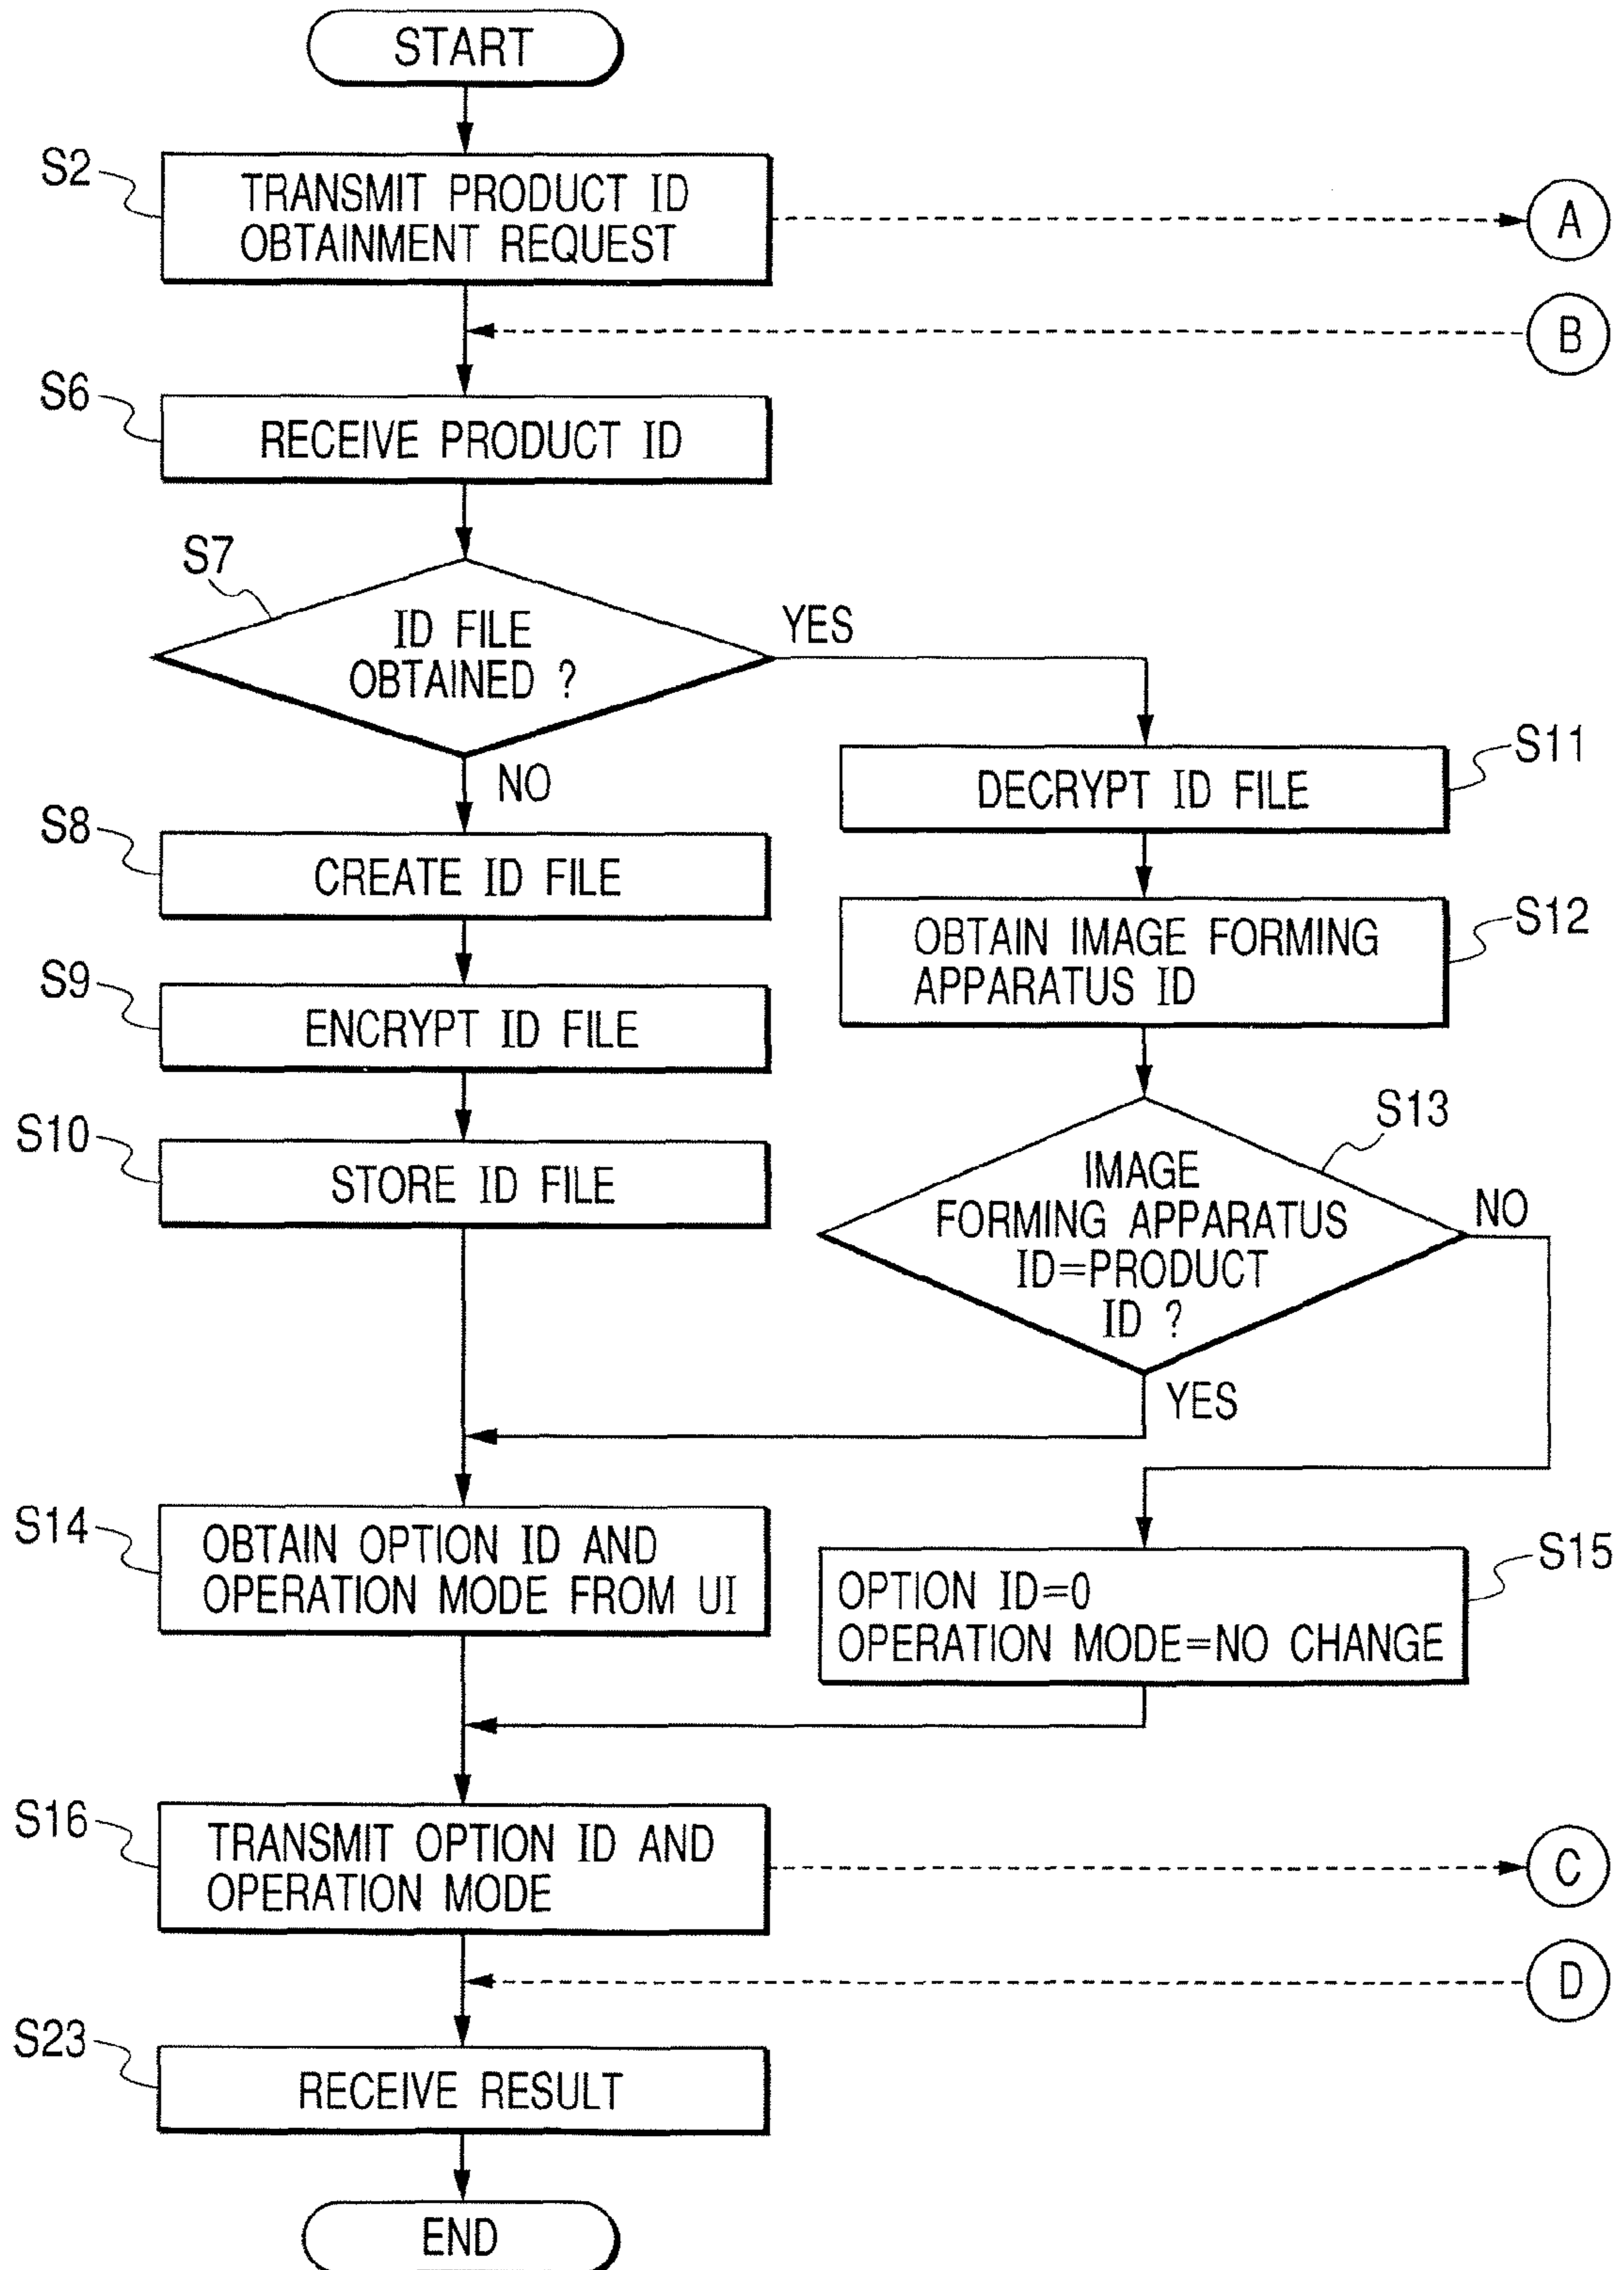 START
S2
TRANSMIT PRODUCT ID
OBTAINMENT REQUEST
A
B
S6
RECEIVE PRODUCT ID
S7
ID FILE
OBTAINED ?
YES
NO
S11
DECRYPT ID FILE
S8
CREATE ID FILE
S12
OBTAIN IMAGE FORMING
APPARATUS ID
S9
ENCRYPT ID FILE
S10
STORE ID FILE
S13
IMAGE
FORMING APPARATUS
ID=PRODUCT
ID ?
NO
YES
S14
OBTAIN OPTION ID AND
OPERATION MODE FROM UI
S15
OPTION ID=0
OPERATION MODE=NO CHANGE
S16
TRANSMIT OPTION ID AND
OPERATION MODE
C
D
S23
RECEIVE RESULT
END